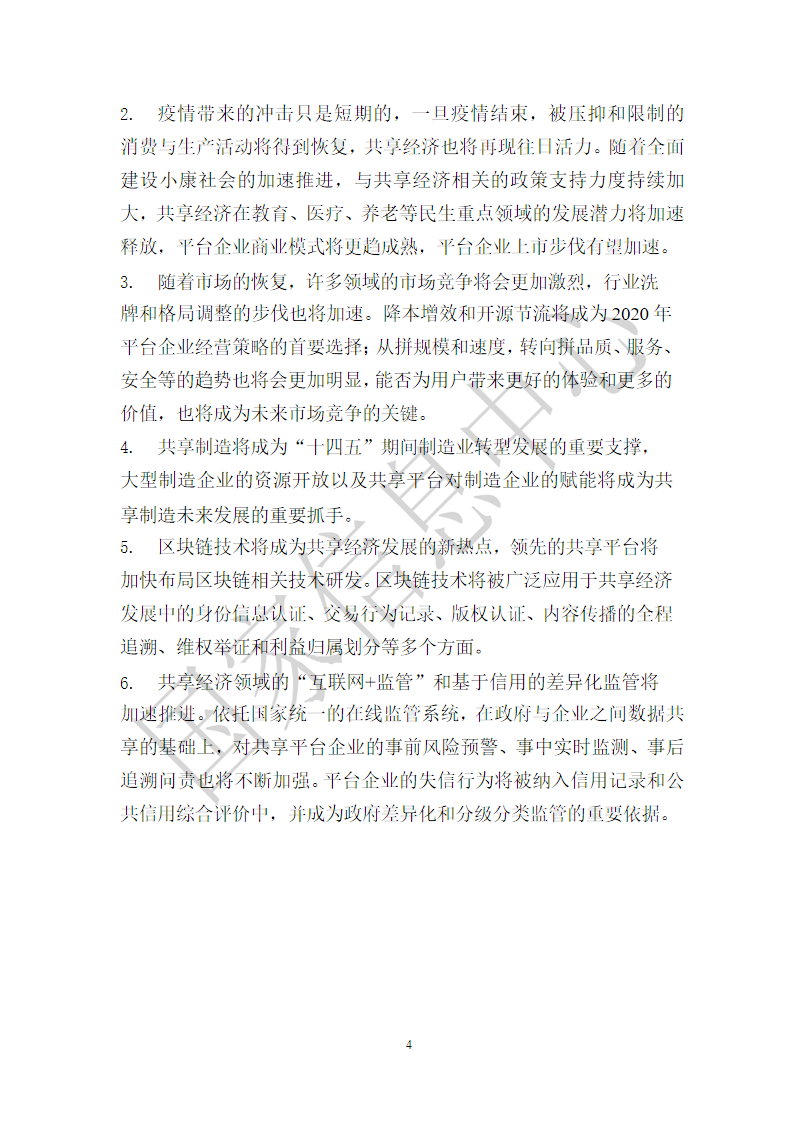 2. 疫情带来的冲击只是短期的，一旦疫情结束，被压抑和限制的
消费与生产活动将得到恢复，共享经济也将再现往日活力。随着全面
建设小康社会的加速推进，与共享经济相关的政策支持力度持续加
大，共享经济在教育、医疗、养老等民生重点领域的发展潜力将加速
释放，平台企业商业模式将更趋成熟，平台企业上市步伐有望加速。
3. 随着市场的恢复，许多领域的市场竞争将会更加激烈，行业洗
牌和格局调整的步伐也将加速。降本增效和开源节流将成为 2020 年
平台企业经营策略的首要选择；从拼规模和速度，转向拼品质、服务、
安全等的趋势也将会更加明显，能否为用户带来更好的体验和更多的
价值，也将成为未来市场竞争的关键。
4. 共享制造将成为“十四五”期间制造业转型发展的重要支撑，
大型制造企业的资源开放以及共享平台对制造企业的赋能将成为共
享制造未来发展的重要抓手。
5. 区块链技术将成为共享经济发展的新热点，领先的共享平台将
加快布局区块链相关技术研发。区块链技术将被广泛应用于共享经济
发展中的身份信息认证、交易行为记录、版权认证、内容传播的全程
追溯、维权举证和利益归属划分等多个方面。
6. 共享经济领域的“互联网+监管”和基于信用的差异化监管将
加速推进。依托国家统一的在线监管系统，在政府与企业之间数据共
享的基础上，对共享平台企业的事前风险预警、事中实时监测、事后
追溯问责也将不断加强。平台企业的失信行为将被纳入信用记录和公
共信用综合评价中，并成为政府差异化和分级分类监管的重要依据。
国家信息中心
4